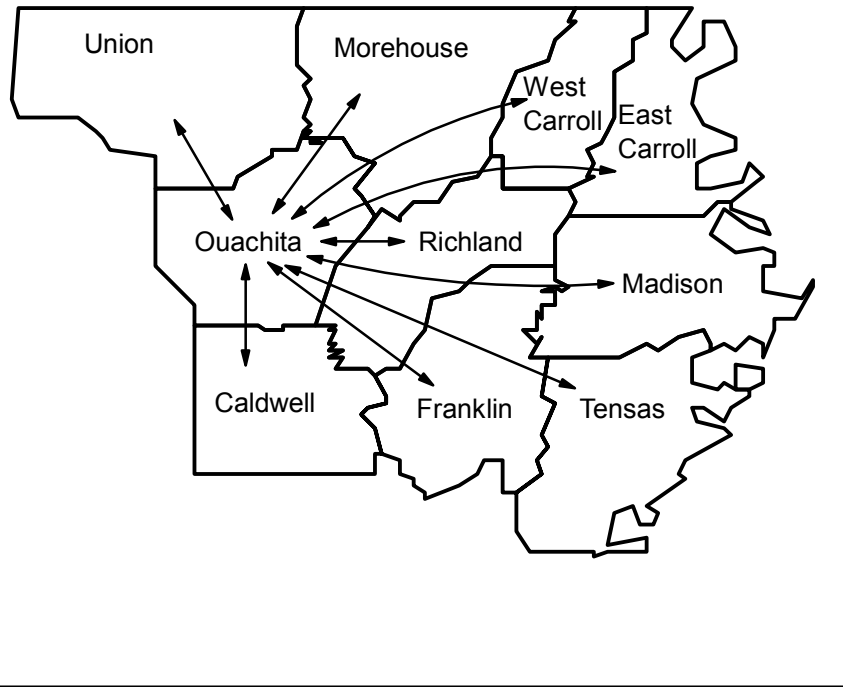 Union
Morehouse
West
Carroll
East
Carroll
Ouachita
Richland
Madison
Caldwell
Franklin
Tensas